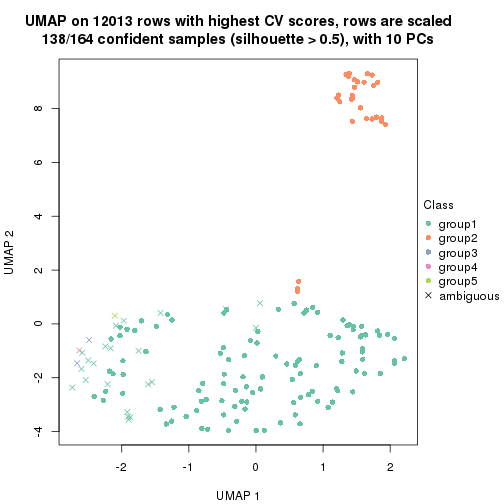 UMAP on 12013 rows with highest CV scores, rows are scaled
138/164 confident samples (silhouette > 0.5), with 10 PCs
8
6
4
2
0
-2
-4
UMAP 2
-2
-1
0
1
2
UMAP 1
Class
group1
group2
group3
group4
group5
ambiguous